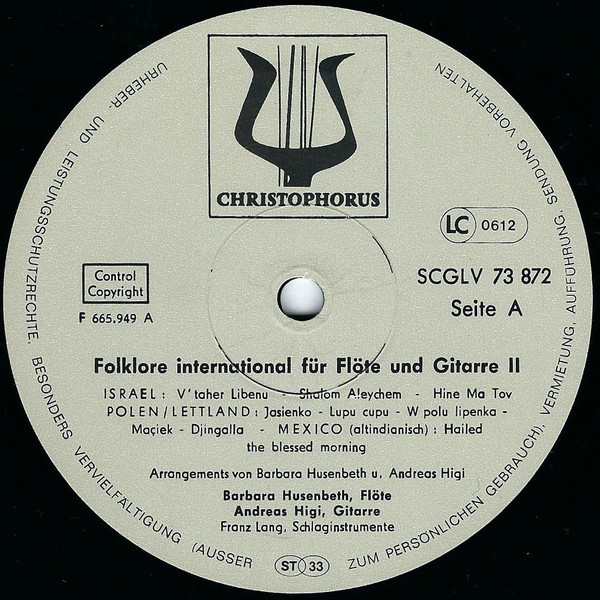 CHRISTOPHORUS
LC 0612
Control
Copyright
F 665.949 A
SCGLV 73 872
Seite A
Folklore international für Flöte und Gitarre II
ISRAEL: V'taher Libenu - Shalom Aleychem - Hine Ma Tov
POLEN/LETTLAND: Jasienko - Lupu cupu - W polu lipenka -
Maçiek - Djingalla - MEXICO (altindianisch): Hailed
the blessed morning
Arrangements von Barbara Husenbeth u. Andreas Higi
Barbara Husenbeth, Flöte
Andreas Higi, Gitarre
Franz Lang, Schlaginstrumente
ST 33
URHEBER- UND LEISTUNGSSCHUTZRECHTE, BESONDERS VERVIELFÄLTIGUNG (AUSSER ZUM PERSÖNLICHEN GEBRAUCH), VERMIETUNG, AUFFÜHRUNG, SENDUNG VORBEHALTEN